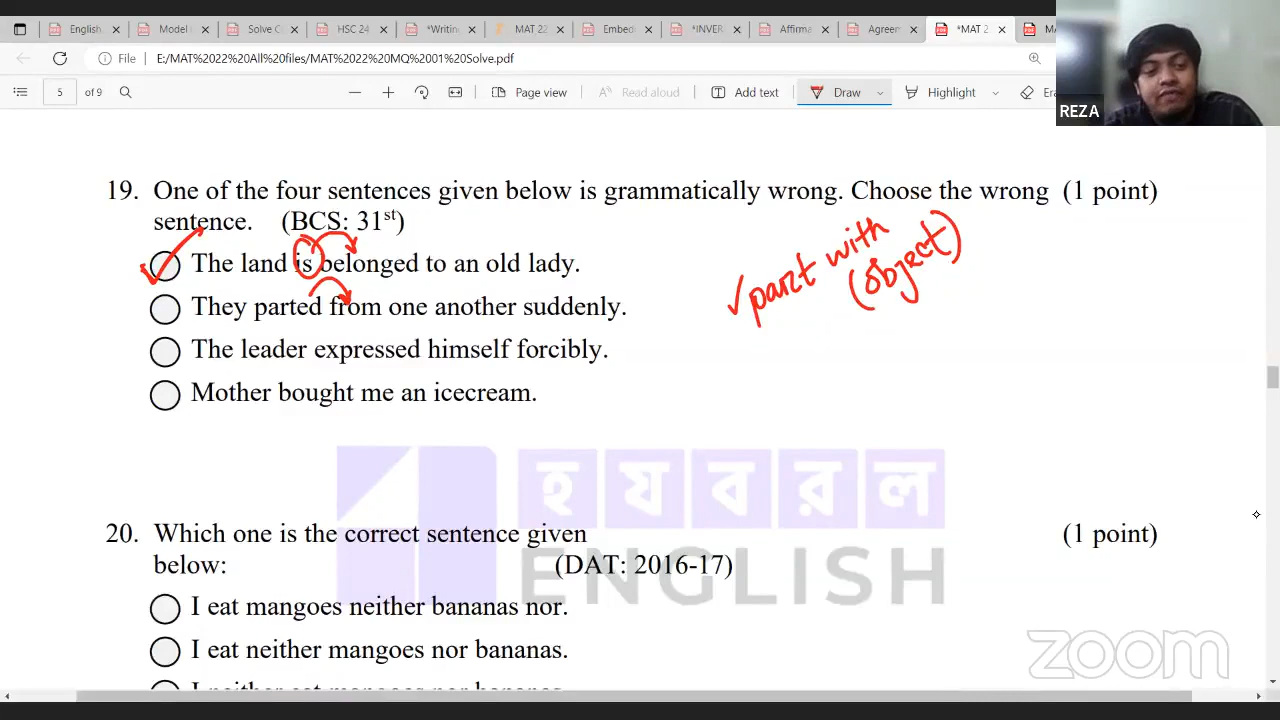 English
Model
Solve C
HSC 24
*Writin
MAT 22
Embed
*INVER
Affirma
Agreem
*MAT 2
File
E:/MAT%2022%20All%20files/MAT%2022%20MQ%2001%20Solve.pdf
5 of 9
Page view
Read aloud
Add text
Draw
Highlight
REZA
19. One of the four sentences given below is grammatically wrong. Choose the wrong (1 point)
sentence. (BCS: 31st)
The land is belonged to an old lady.
They parted from one another suddenly.
The leader expressed himself forcibly.
Mother bought me an icecream.
part with
(object)
হ য ব র ল
ENGLISH
20. Which one is the correct sentence given (1 point)
below: (DAT: 2016-17)
I eat mangoes neither bananas nor.
I eat neither mangoes nor bananas.
I neither eat mangoes nor bananas.
zoom